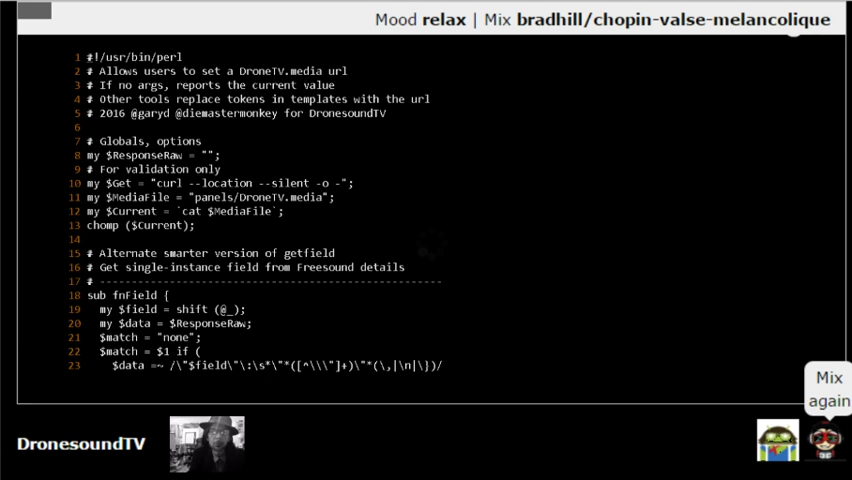 Mood relax | Mix bradhill/chopin-valse-melancolique
1 #!/usr/bin/perl
2 # Allows users to set a DroneTV.media url
3 # If no args, reports the current value
4 # Other tools replace tokens in templates with the url
5 # 2016 @garyd @diemastermonkey for DronesoundTV
6
7 # Globals, options
8 my $ResponseRaw = "";
9 # For validation only
10 my $Get = "curl --location --silent -o -";
11 my $MediaFile = "panels/DroneTV.media";
12 my $Current = `cat $MediaFile`;
13 chomp ($Current);
14
15 # Alternate smarter version of getfield
16 # Get single-instance field from Freesound details
17 # -------------------------------------------------------
18 sub fnField {
19 my $field = shift (@_);
20 my $data = $ResponseRaw;
21 $match = "none";
22 $match = $1 if (
23 $data =~ /\"$field\"\:\s*\"*([^\\\"]+)\"*(\,|\n|\})/
Mix
again
DronesoundTV